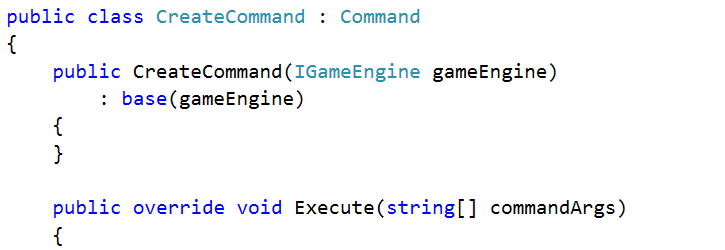 public class CreateCommand : Command
{
    public CreateCommand(IGameEngine gameEngine)
        : base(gameEngine)
    {
    }

    public override void Execute(string[] commandArgs)
    {